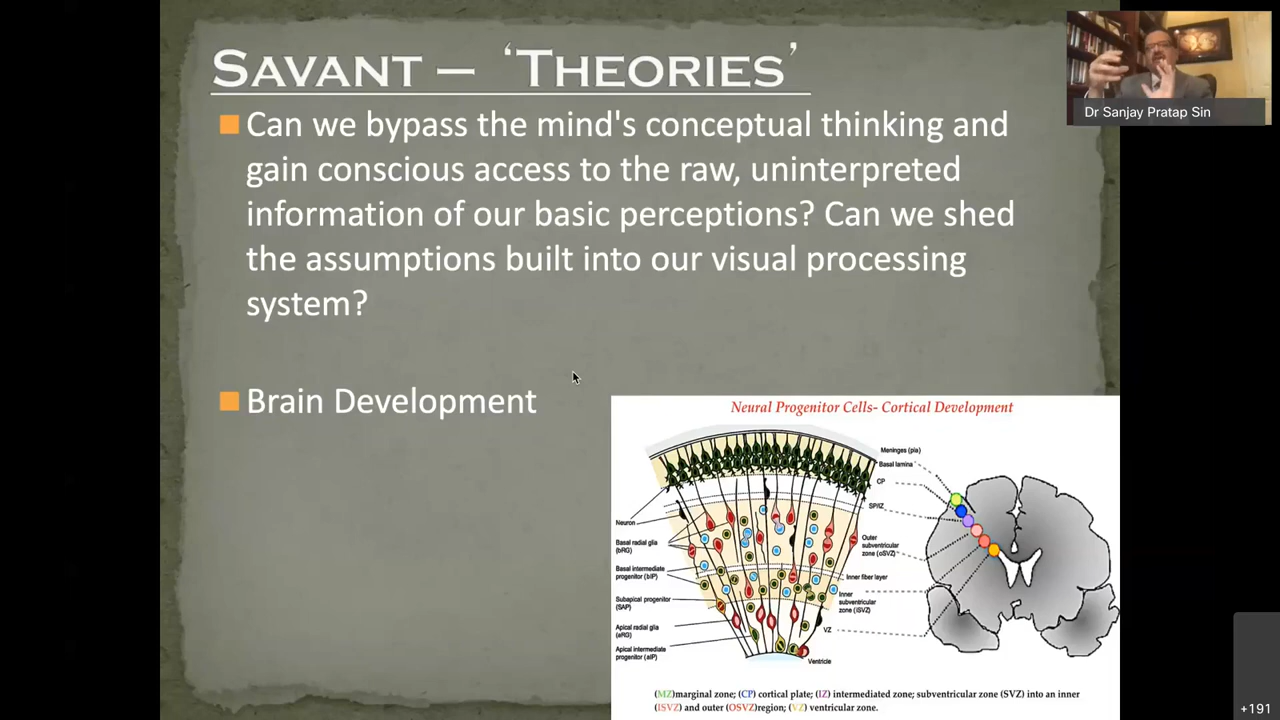 SAVANT – 'THEORIES'
Dr Sanjay Pratap Sin
Can we bypass the mind's conceptual thinking and
gain conscious access to the raw, uninterpreted
information of our basic perceptions? Can we shed
the assumptions built into our visual processing
system?
Brain Development
Neural Progenitor Cells- Cortical Development
Neuron
Basal radial glia
(bRG)
Basal intermediate
progenitor (bIP)
Subapical progenitor
(SAP)
Apical radial glia
(aRG)
Apical intermediate
progenitor (aIP)
Meninges (pia)
Basal lamina
CP
SP/IZ
Outer
subventricular
zone (oSVZ)
Inner fiber layer
Inner
subventricular
zone (iSVZ)
VZ
Ventricle
(MZ)marginal zone; (CP) cortical plate; (IZ) intermediated zone; subventricular zone (SVZ) into an inner
(ISVZ) and outer (OSVZ)region; (VZ) ventricular zone.
+191